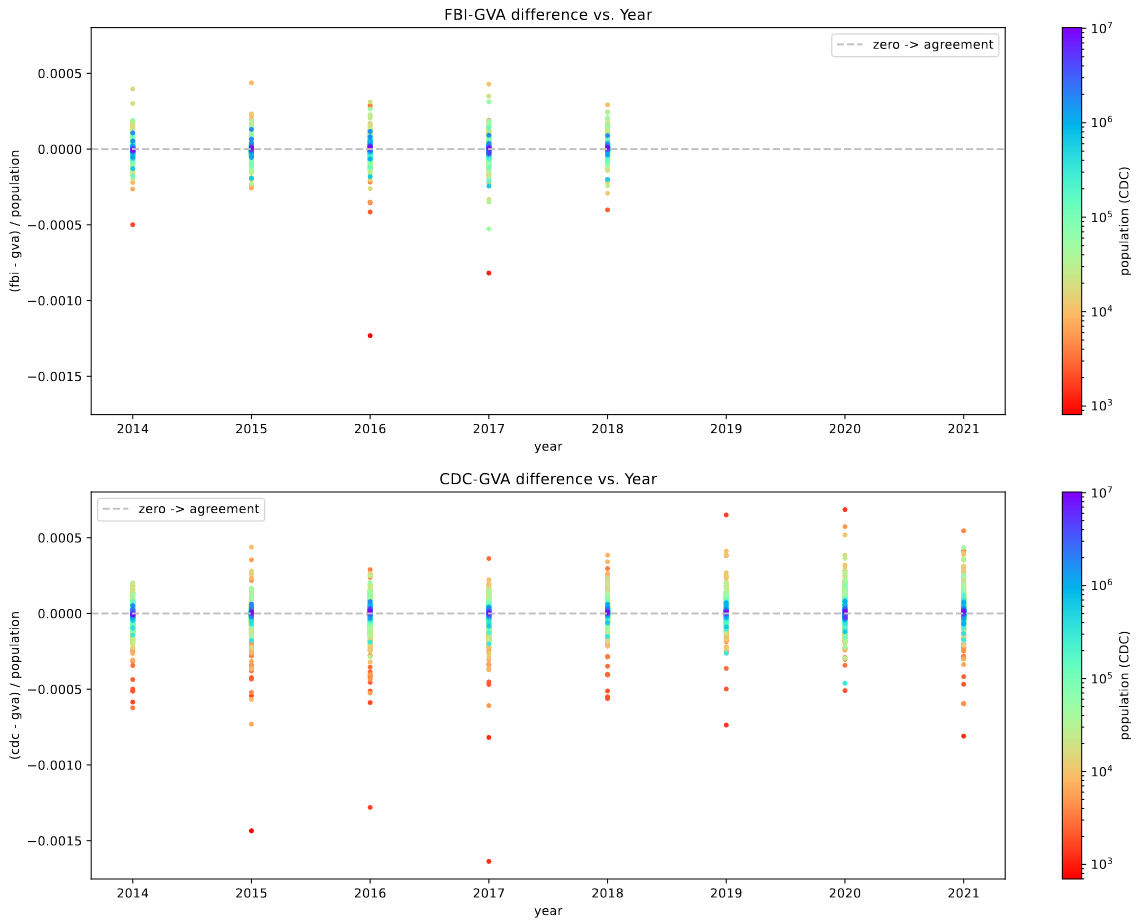 FBI-GVA difference vs. Year
zero -> agreement
(fbi - gva) / population
0.0005
0.0000
−0.0005
−0.0010
−0.0015
2014 2015 2016 2017 2018 2019 2020 2021
year
10^7
10^6
10^5
10^4
10^3
population (CDC)
CDC-GVA difference vs. Year
zero -> agreement
(cdc - gva) / population
0.0005
0.0000
−0.0005
−0.0010
−0.0015
2014 2015 2016 2017 2018 2019 2020 2021
year
10^7
10^6
10^5
10^4
10^3
population (CDC)